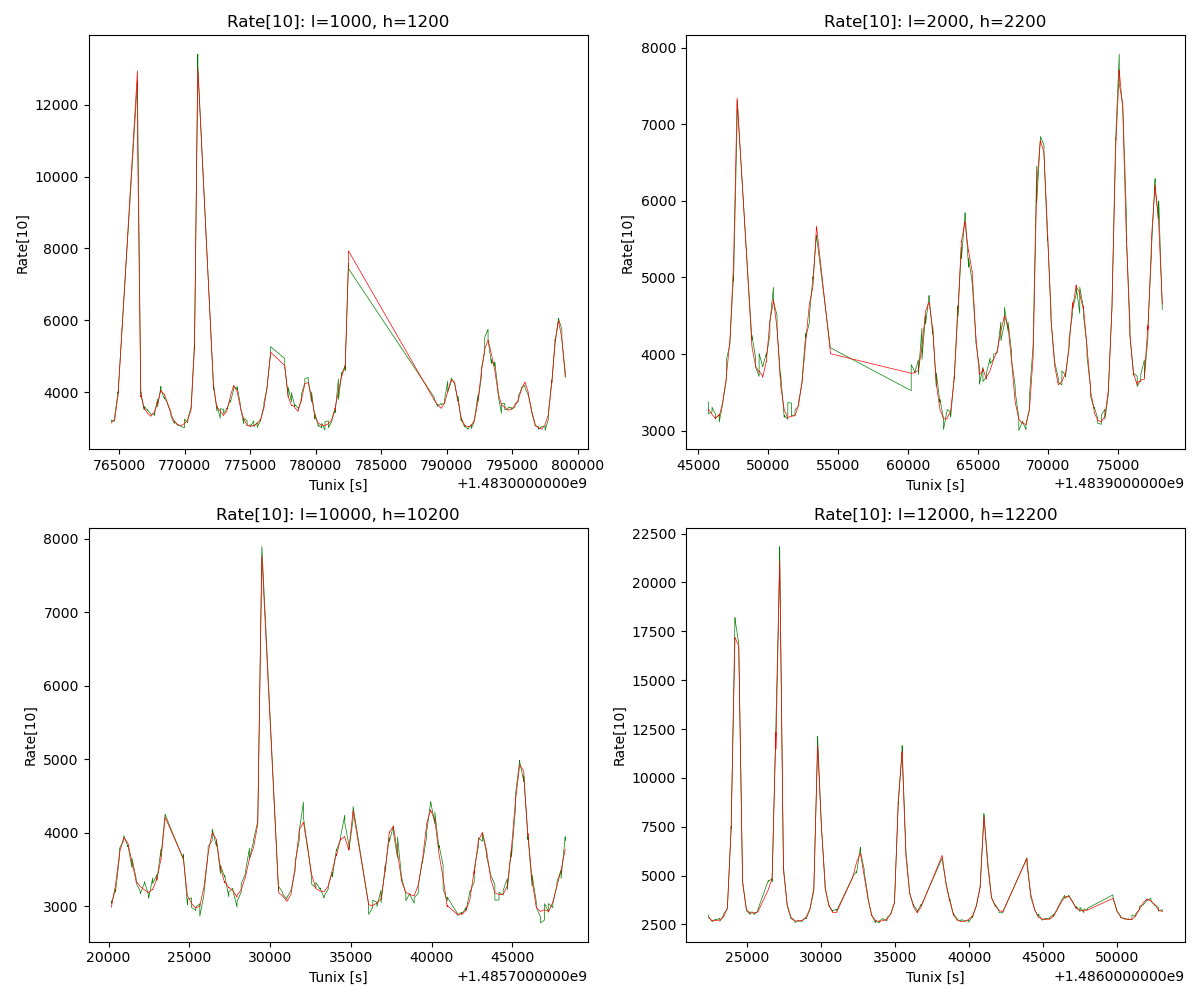 Rate[10]: l=1000, h=1200
Rate[10]
12000
10000
8000
6000
4000
765000 770000 775000 780000 785000 790000 795000 800000
Tunix [s]
+1.4830000000e9
Rate[10]: l=2000, h=2200
Rate[10]
8000
7000
6000
5000
4000
3000
45000 50000 55000 60000 65000 70000 75000
Tunix [s]
+1.4839000000e9
Rate[10]: l=10000, h=10200
Rate[10]
8000
7000
6000
5000
4000
3000
20000 25000 30000 35000 40000 45000
Tunix [s]
+1.4857000000e9
Rate[10]: l=12000, h=12200
Rate[10]
22500
20000
17500
15000
12500
10000
7500
5000
2500
25000 30000 35000 40000 45000 50000
Tunix [s]
+1.4860000000e9